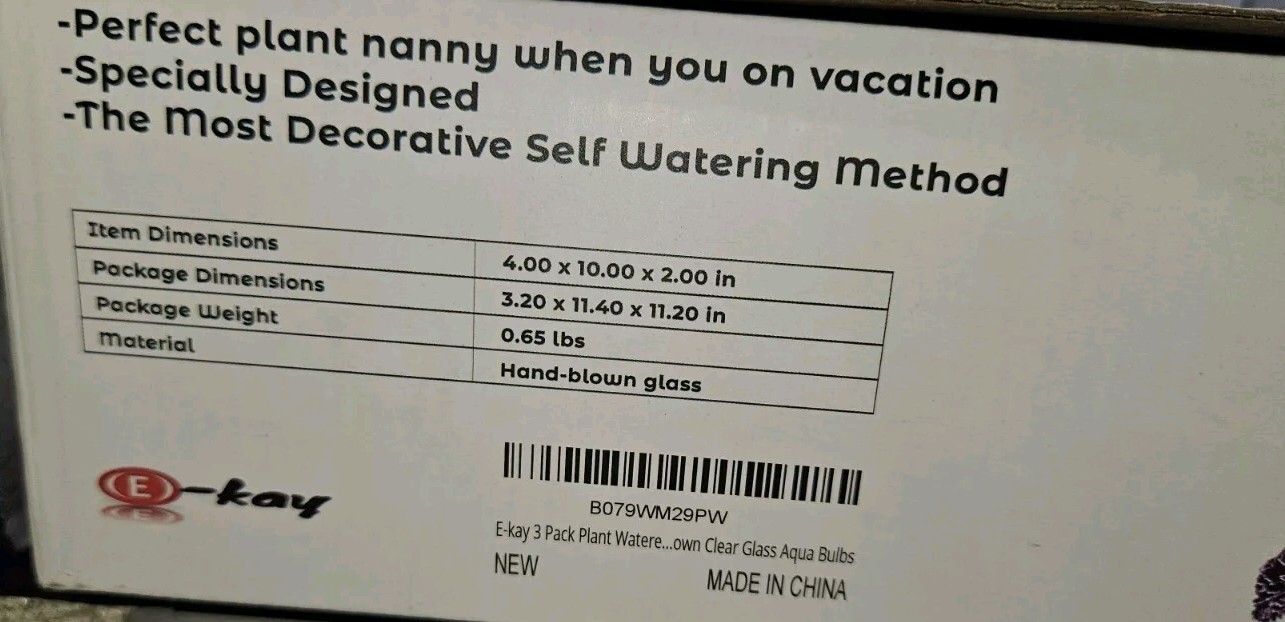 -Perfect plant nanny when you on vacation
-Specially Designed
-The Most Decorative Self Watering Method
Item Dimensions 4.00 x 10.00 x 2.00 in
Package Dimensions 3.20 x 11.40 x 11.20 in
Package Weight 0.65 lbs
Material Hand-blown glass
E-kay
B079WM29PW
E-kay 3 Pack Plant Watere...own Clear Glass Aqua Bulbs
NEW MADE IN CHINA